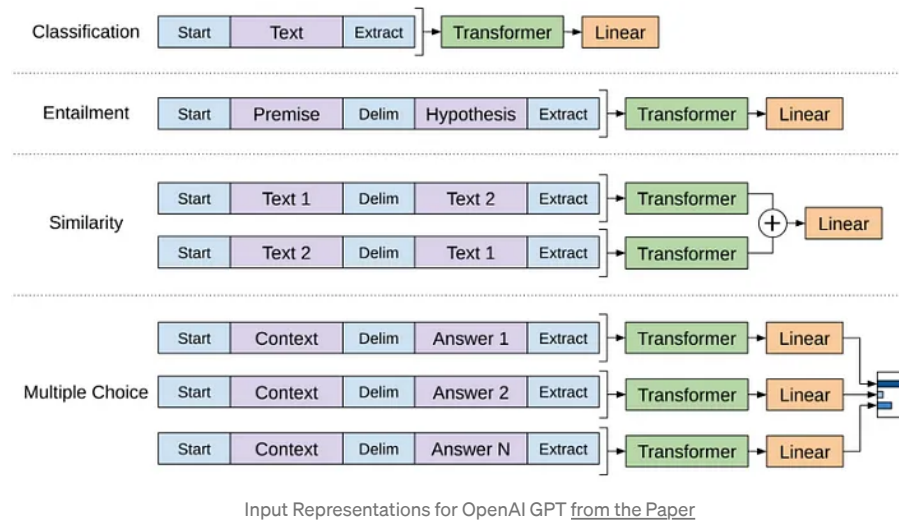 Classification Start Text Extract Transformer Linear
Entailment Start Premise Delim Hypothesis Extract Transformer Linear
Start Text 1 Delim Text 2 Extract Transformer
Similarity + Linear
Start Text 2 Delim Text 1 Extract Transformer
Start Context Delim Answer 1 Extract Transformer Linear
Multiple Choice Start Context Delim Answer 2 Extract Transformer Linear
Start Context Delim Answer N Extract Transformer Linear
Input Representations for OpenAI GPT from the Paper